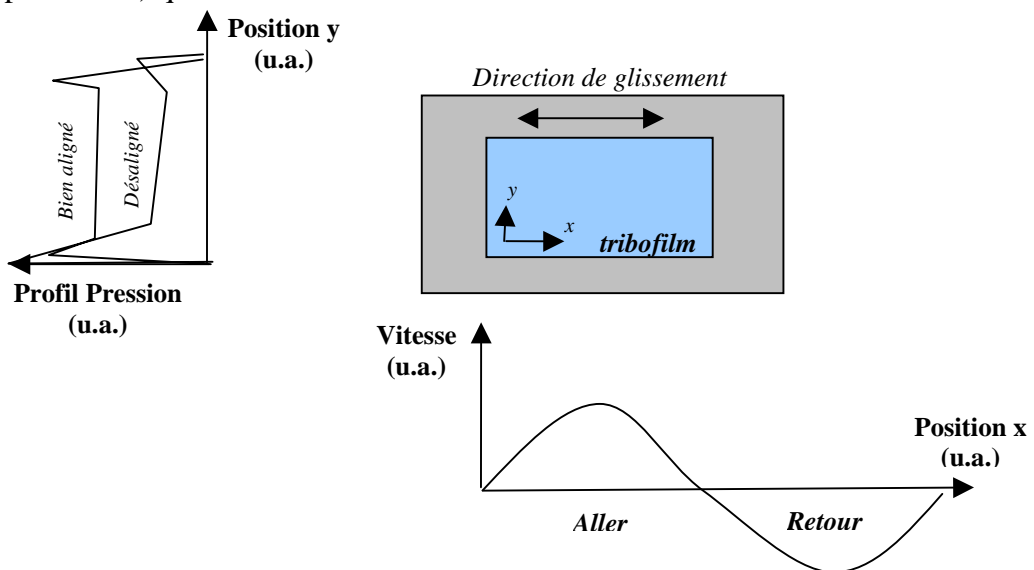 Position y
(u.a.)
Direction de glissement
Bien aligné
Désaligné
y
x
tribofilm
Profil Pression
(u.a.)
Vitesse
(u.a.)
Position x
(u.a.)
Aller
Retour